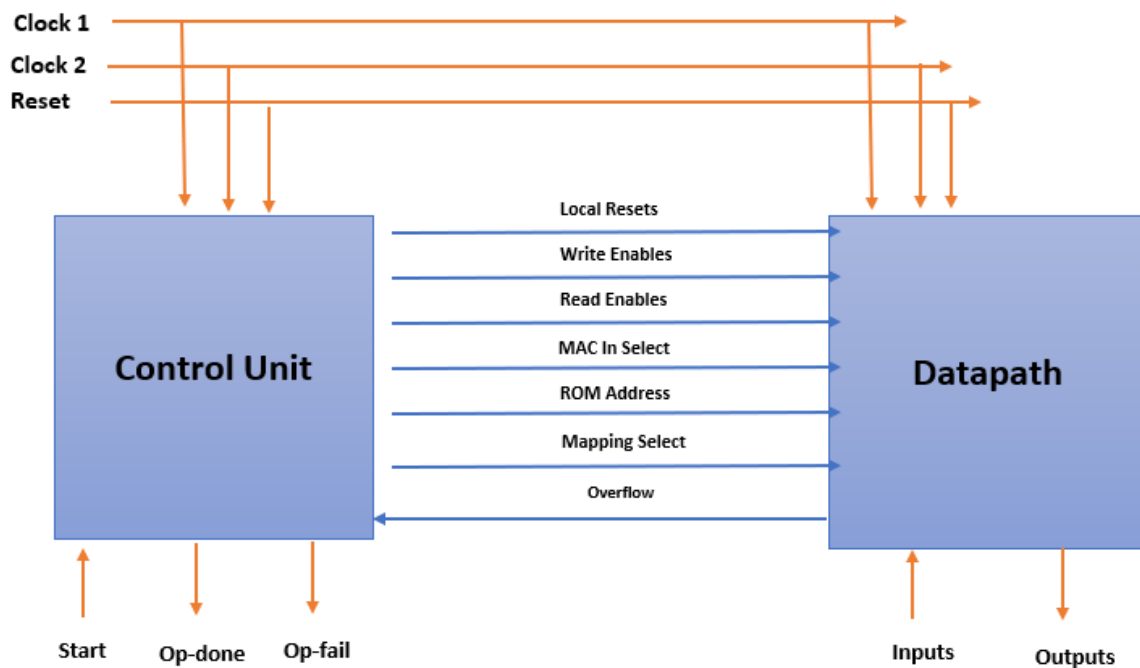 Clock 1
Clock 2
Reset
Local Resets
Write Enables
Read Enables
MAC In Select
Control Unit
Datapath
ROM Address
Mapping Select
Overflow
Start
Op-done
Op-fail
Inputs
Outputs